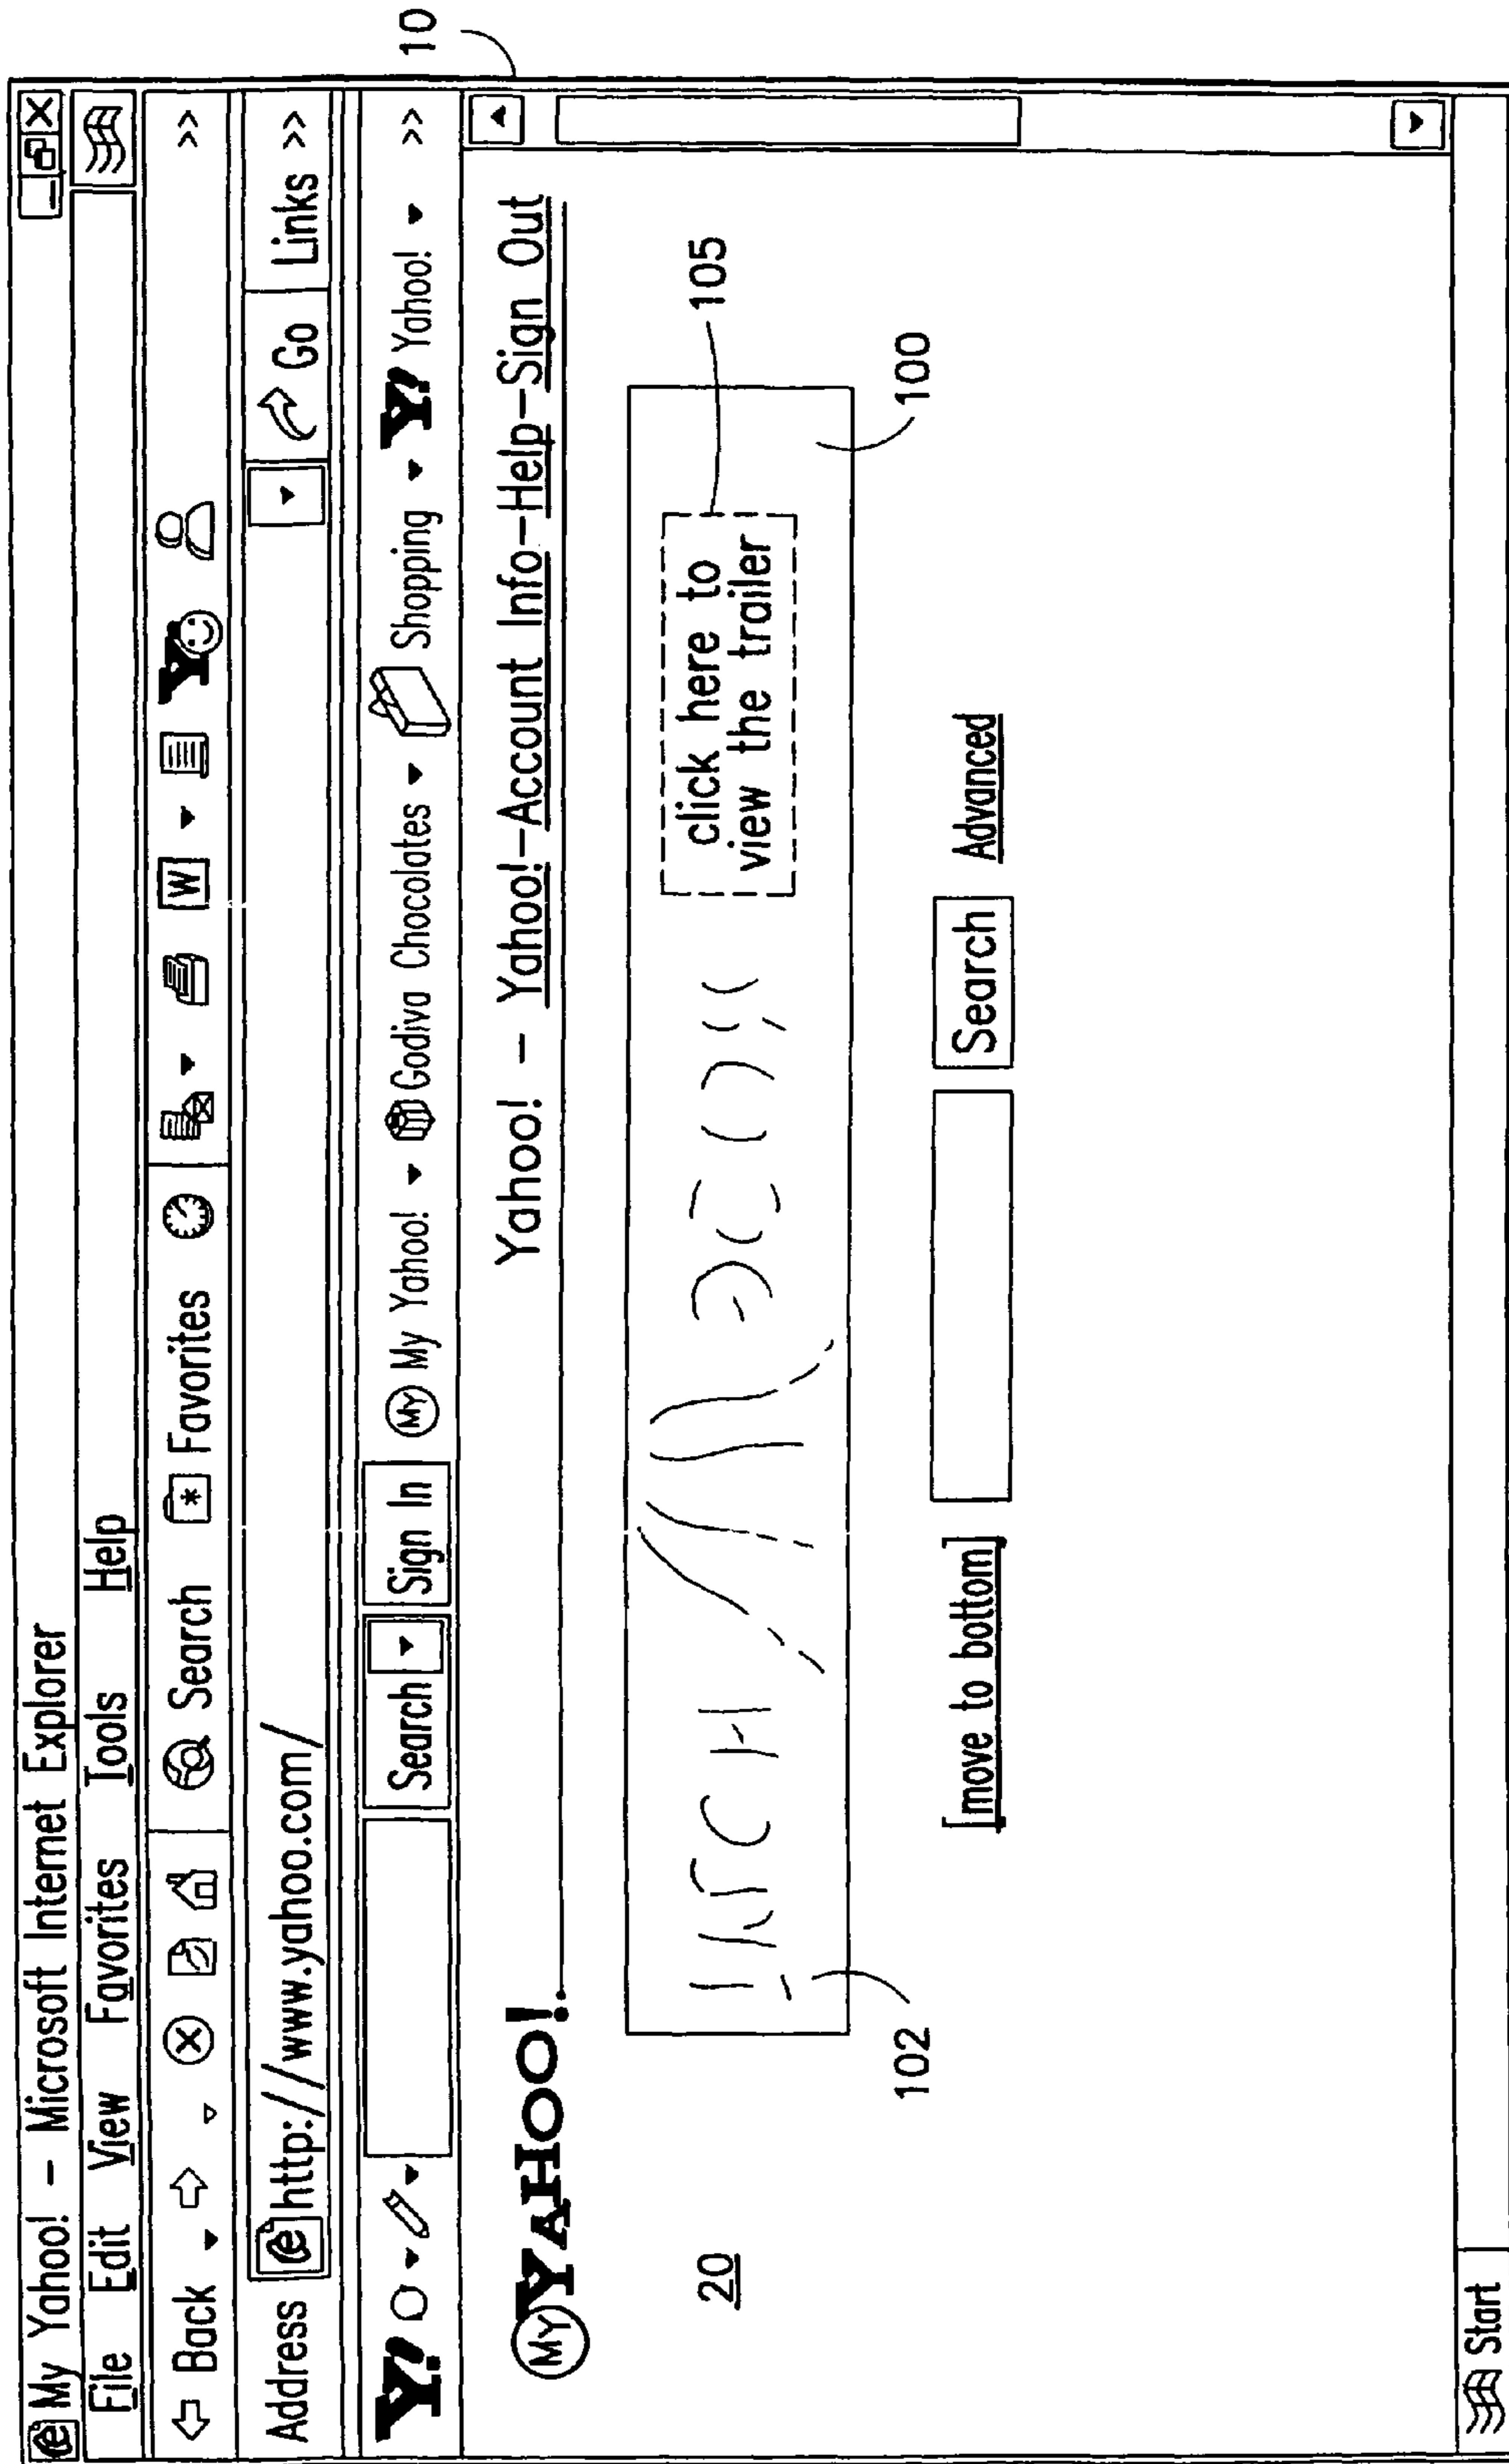 My Yahoo! - Microsoft Internet Explorer
File Edit View Favorites Tools Help
Back Search Favorites W Y >>
Address http://www.yahoo.com/ Go Links >>
Y! Search Sign In MY My Yahoo! Godiva Chocolates Shopping Y! Yahoo! >>
10
MY YAHOO! Yahoo! - Yahoo!-Account Info-Help-Sign Out
20
click here to
view the trailer
105
102
100
[move to bottom] Search Advanced
Start